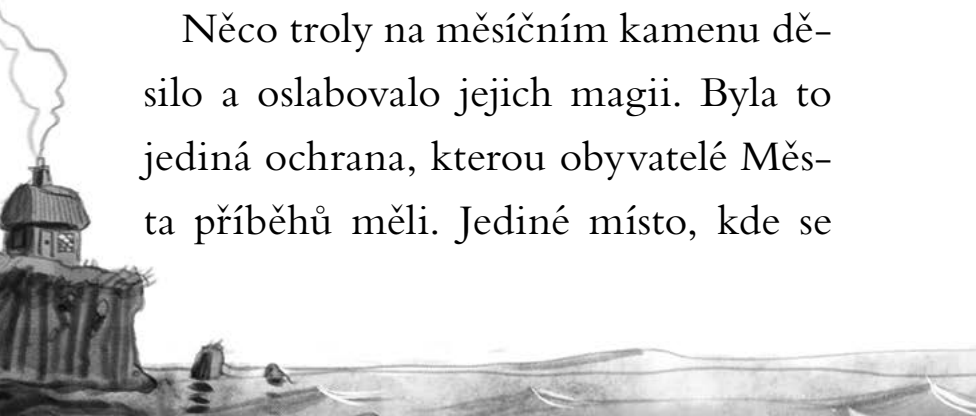 Něco troly na měsíčním kamenu dě-
silo a oslabovalo jejich magii. Byla to
jediná ochrana, kterou obyvatelé Měs-
ta příběhů měli. Jediné místo, kde se